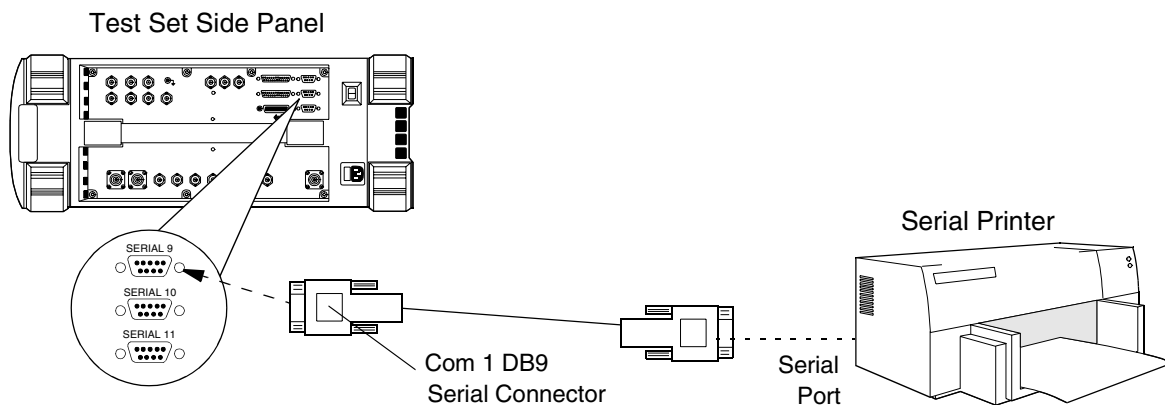 Test Set Side Panel
Serial Printer
SERIAL 9
SERIAL 10
SERIAL 11
Com 1 DB9
Serial Connector
Serial
Port